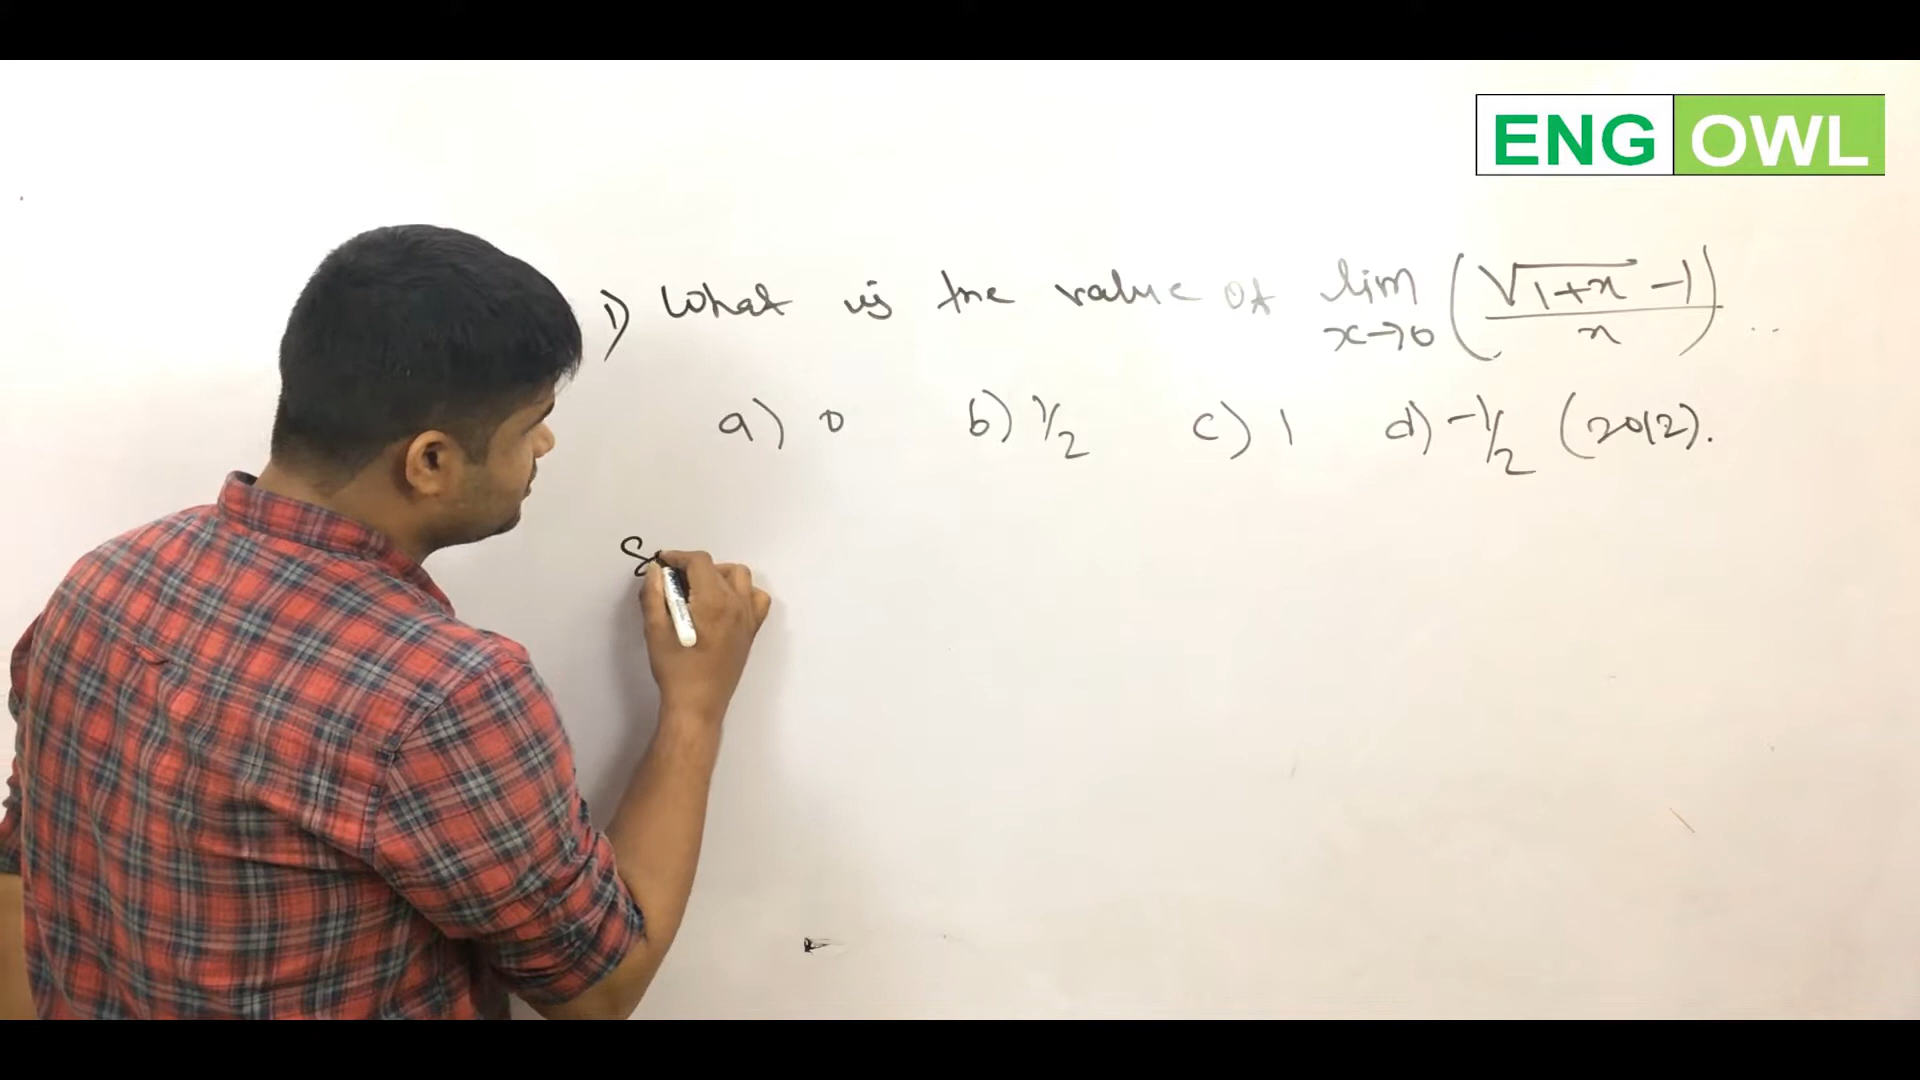 ENG OWL
1) What is the value of lim x→0 (√1+x -1 / x) ..
a) 0 b) 1/2 c) 1 d) -1/2 (2012).
S